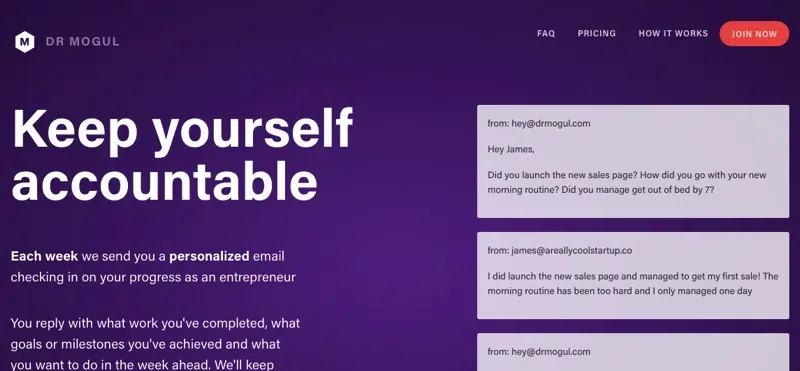 M
DR MOGUL
FAQ
PRICING
HOW IT WORKS
JOIN NOW
Keep yourself
accountable
Each week we send you a personalized email
checking in on your progress as an entrepreneur
You reply with what work you've completed, what
goals or milestones you've achieved and what
you want to do in the week ahead. We'll keep
from: hey@drmogul.com
Hey James,
Did you launch the new sales page? How did you go with your new
morning routine? Did you manage get out of bed by 7?
from: james@areallycoolstartup.co
I did launch the new sales page and managed to get my first sale! The
morning routine has been too hard and I only managed one day
from: hey@drmogul.com